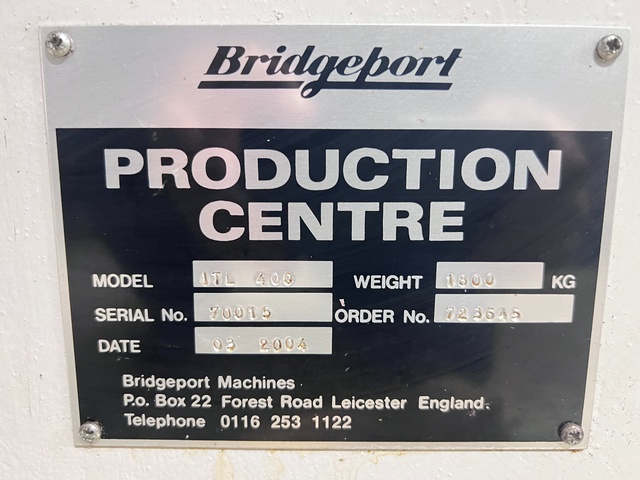 Bridgeport
PRODUCTION
CENTRE
MODEL ITL 400 WEIGHT 1800 KG
SERIAL No. 70015 ORDER No. 723645
DATE 03 2004
Bridgeport Machines
P.o. Box 22 Forest Road Leicester England.
Telephone 0116 253 1122